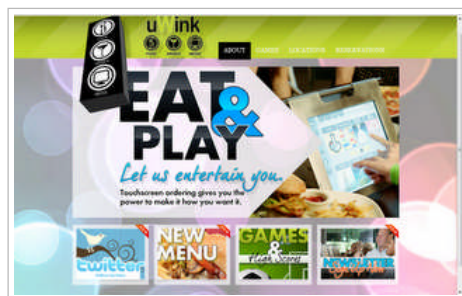 uWink
ABOUT GAMES LOCATIONS RESERVATIONS
EAT
&
PLAY
Let us entertain you.
Touchscreen ordering gives you the
power to make it how you want it.
twitter
NEW
MENU
GAMES
&
High Scores
NEWSLETTER